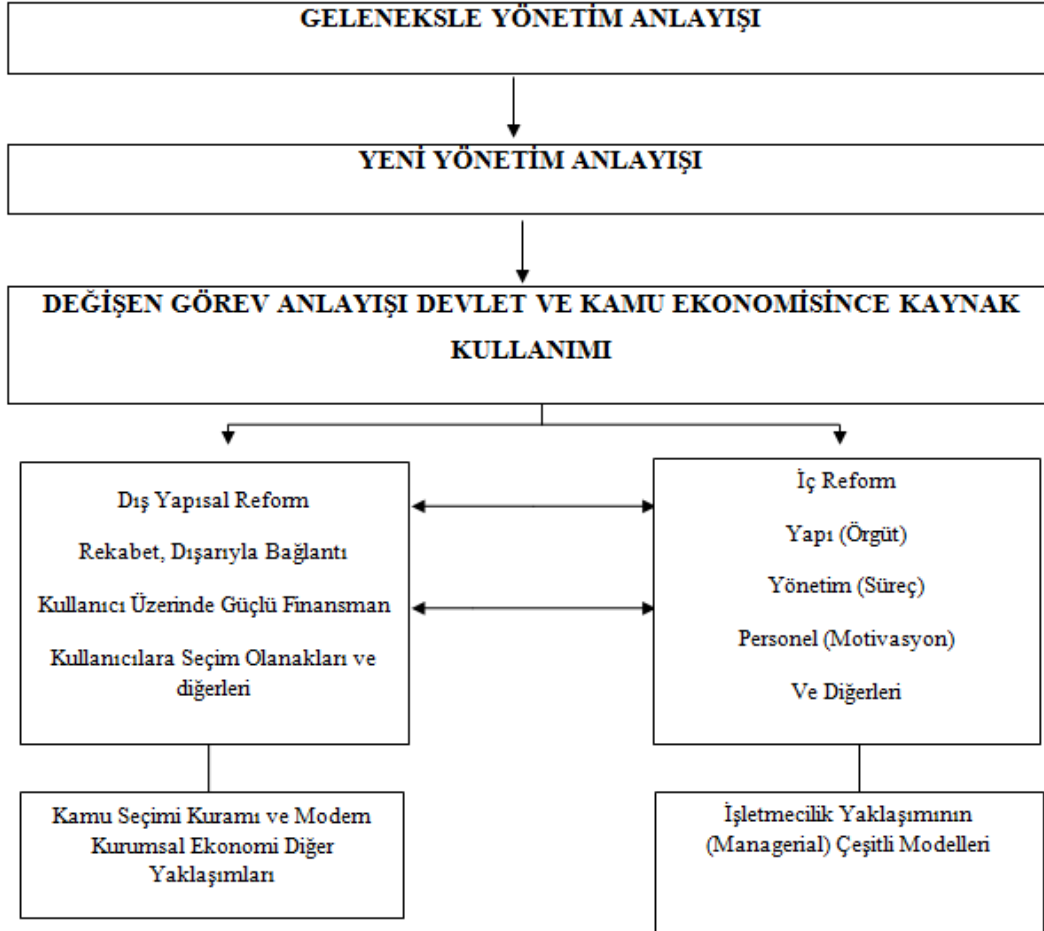 GELENEKSLE YÖNETİM ANLAYIŞI
YENİ YÖNETİM ANLAYIŞI
DEĞİŞEN GÖREV ANLAYIŞI DEVLET VE KAMU EKONOMİSİNCE KAYNAK
KULLANIMI
Dış Yapısal Reform
Rekabet, Dışarıyla Bağlantı
Kullanıcı Üzerinde Güçlü Finansman
Kullanıcılara Seçim Olanakları ve
diğerleri
İç Reform
Yapı (Örgüt)
Yönetim (Süreç)
Personel (Motivasyon)
Ve Diğerleri
Kamu Seçimi Kuramı ve Modern
Kurumsal Ekonomi Diğer
Yaklaşımları
İşletmecilik Yaklaşımının
(Managerial) Çeşitli Modelleri